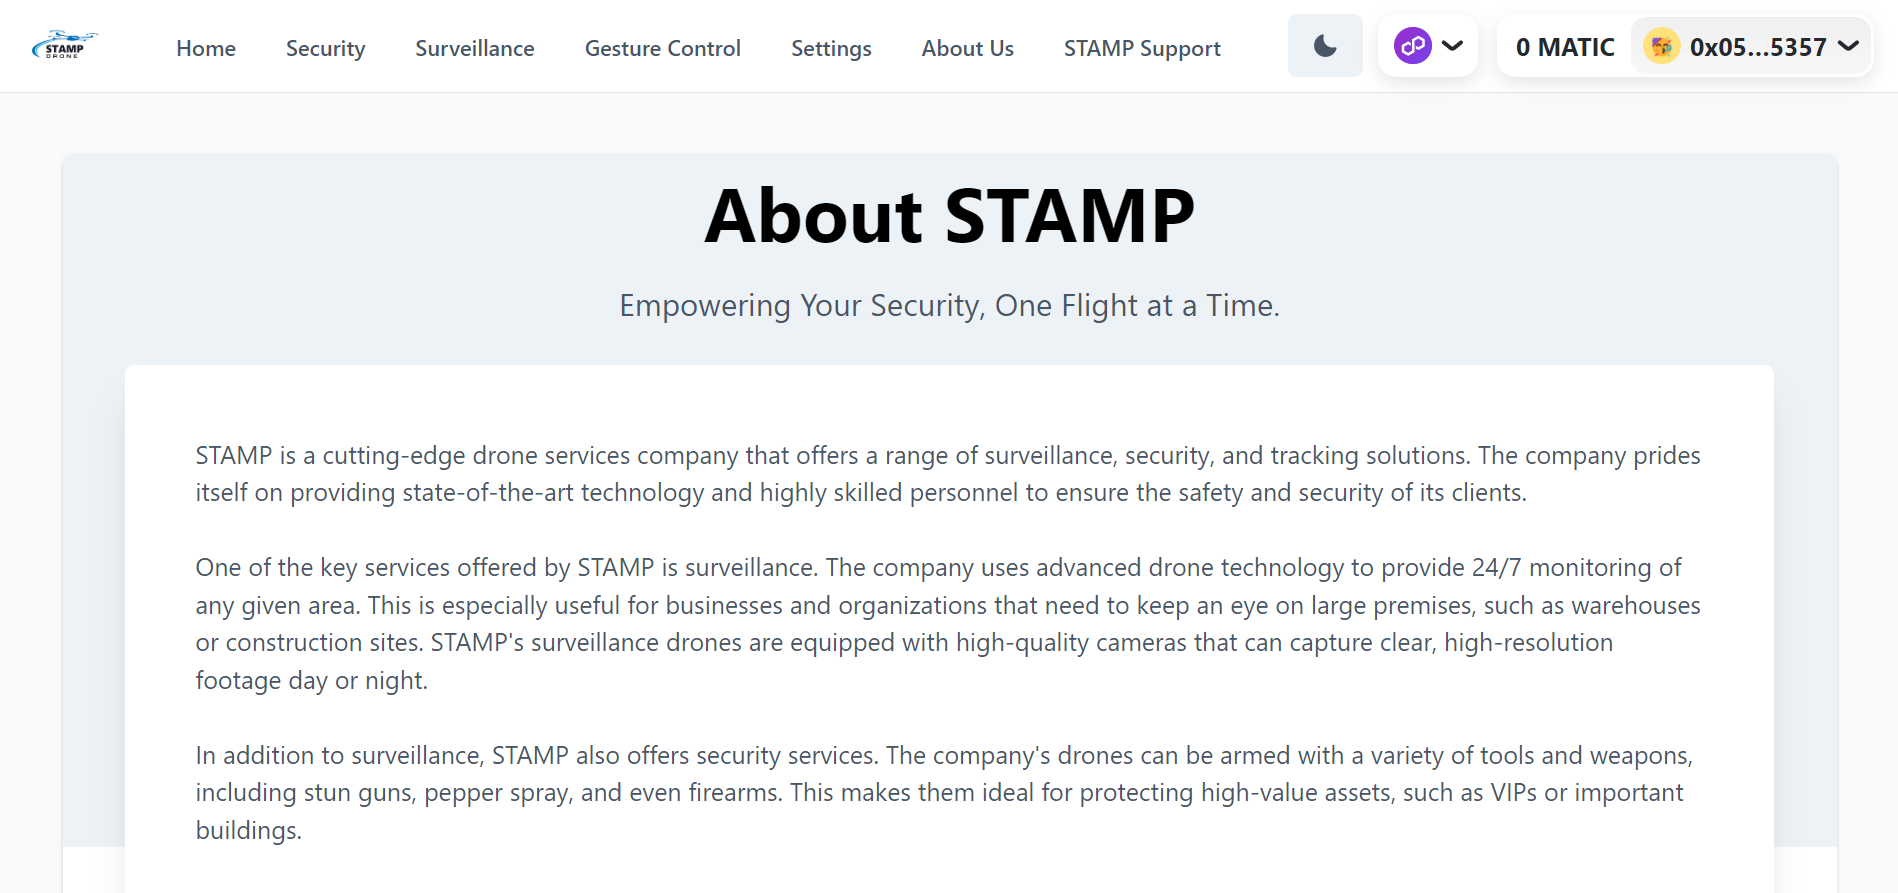 STAMP
DRONE
Home
Security
Surveillance
Gesture Control
Settings
About Us
STAMP Support
0 MATIC
0x05...5357
About STAMP
Empowering Your Security, One Flight at a Time.
STAMP is a cutting-edge drone services company that offers a range of surveillance, security, and tracking solutions. The company prides
itself on providing state-of-the-art technology and highly skilled personnel to ensure the safety and security of its clients.
One of the key services offered by STAMP is surveillance. The company uses advanced drone technology to provide 24/7 monitoring of
any given area. This is especially useful for businesses and organizations that need to keep an eye on large premises, such as warehouses
or construction sites. STAMP's surveillance drones are equipped with high-quality cameras that can capture clear, high-resolution
footage day or night.
In addition to surveillance, STAMP also offers security services. The company's drones can be armed with a variety of tools and weapons,
including stun guns, pepper spray, and even firearms. This makes them ideal for protecting high-value assets, such as VIPs or important
buildings.